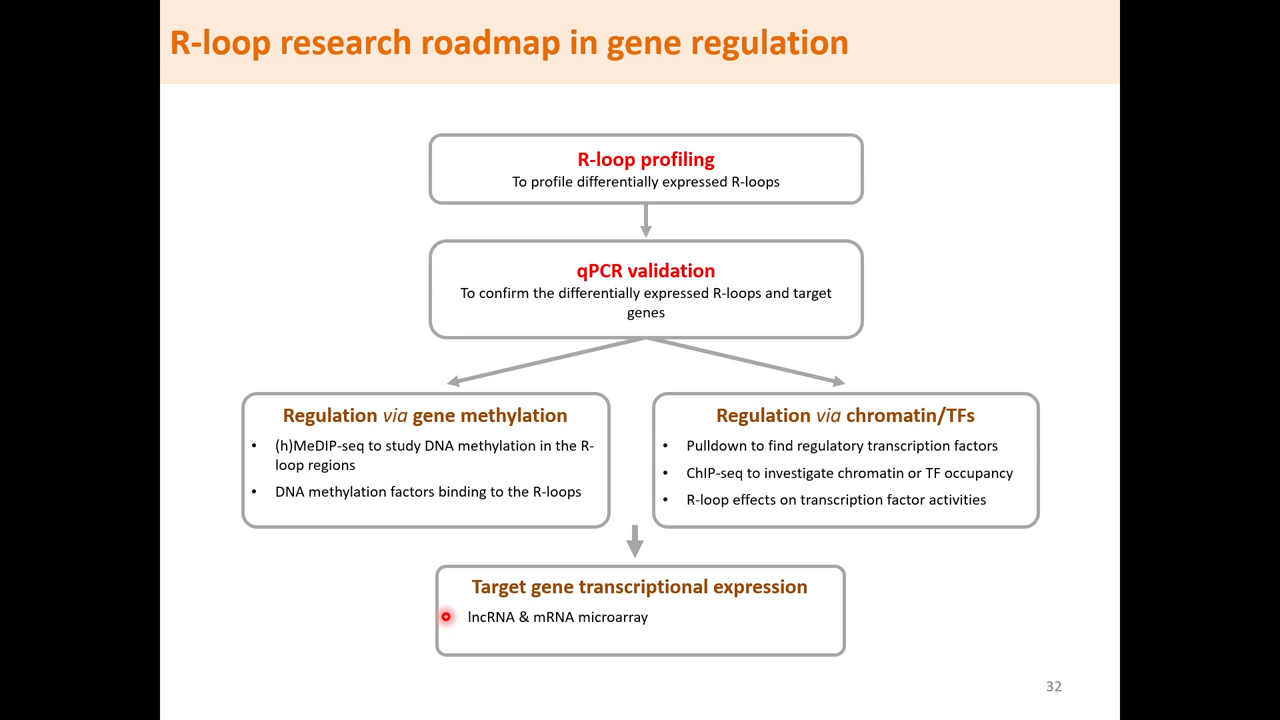 R-loop research roadmap in gene regulation
R-loop profiling
To profile differentially expressed R-loops
qPCR validation
To confirm the differentially expressed R-loops and target
genes
Regulation via gene methylation
• (h)MeDIP-seq to study DNA methylation in the R-
loop regions
• DNA methylation factors binding to the R-loops
Regulation via chromatin/TFs
• Pulldown to find regulatory transcription factors
• ChIP-seq to investigate chromatin or TF occupancy
• R-loop effects on transcription factor activities
Target gene transcriptional expression
lncRNA & mRNA microarray
32